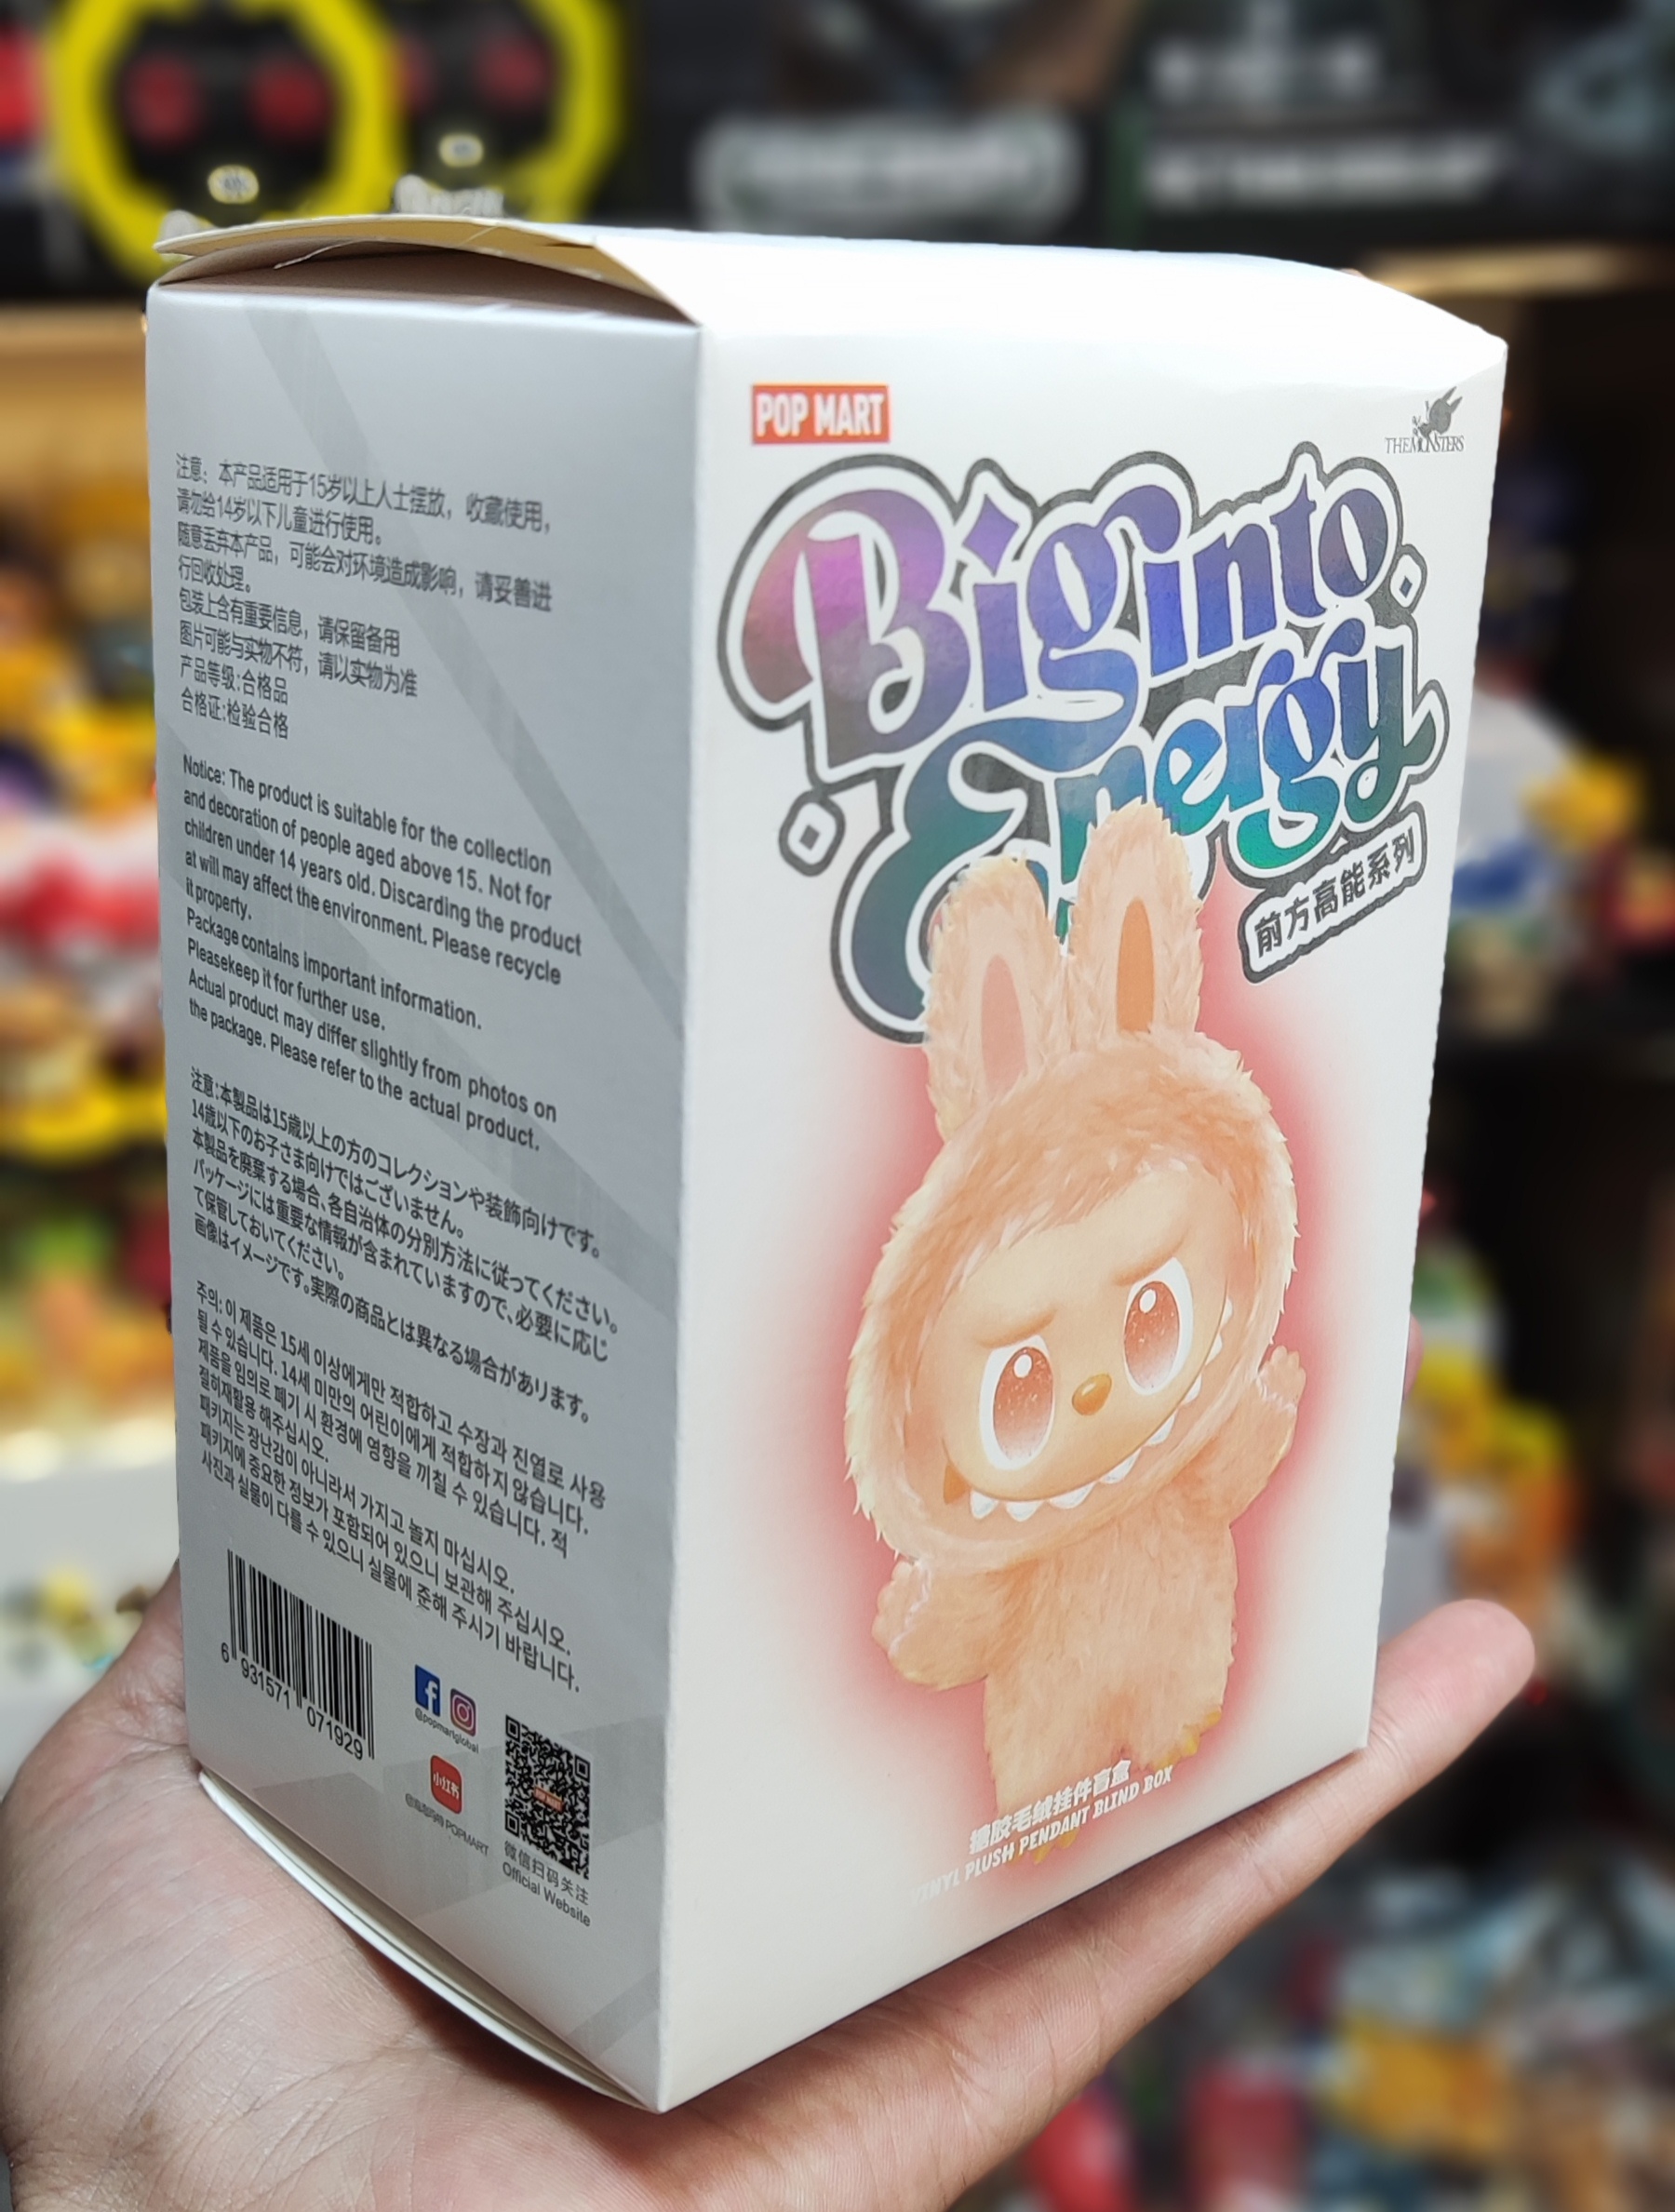 注意：本产品适用于15岁以上人士摆放，收藏使用，
请勿给14岁以下儿童进行使用。
随意丢弃本产品，可能会对环境造成影响，请妥善进
行回收处理。
包装上含有重要信息，请保留备用
图片可能与实物不符，请以实物为准
产品等级:合格品
合格证:检验合格
Notice: The product is suitable for the collection
and decoration of people aged above 15. Not for
children under 14 years old. Discarding the product
at will may affect the environment. Please recycle
it property.
Package contains important information.
Pleasekeep it for further use.
Actual product may differ slightly from photos on
the package. Please refer to the actual product.
注意:本製品は15歳以上の方のコレクションや装飾向けです。
14歳以下のお子さま向けではございません。
本製品を廃棄する場合、各自治体の分別方法に従ってください。
パッケージには重要な情報が含まれていますので、必要に応じ
て保管しておいてください。
画像はイメージです。実際の商品とは異なる場合があります。
주의: 이 제품은 15세 이상에게만 적합하고 수장과 진열로 사용
될 수 있습니다. 14세 미만의 어린이에게 적합하지 않습니다.
제품을 임의로 폐기 시 환경에 영향을 끼칠 수 있습니다. 적
절히재활용 해주십시오.
패키지는 장난감이 아니라서 가지고 놀지 마십시오.
패키지에 중요한 정보가 포함되어 있으니 보관해 주십시오.
사진과 실물이 다를 수 있으니 실물에 준해 주시기 바랍니다.
6 931571 071929
@popmartglobal
小红书
POPMART
POP MART
微信扫码关注
Official Website
POP MART
THE MONSTERS
Big into
Energy
前方高能系列
搪胶毛绒挂件盲盒
VINYL PLUSH PENDANT BLIND BOX